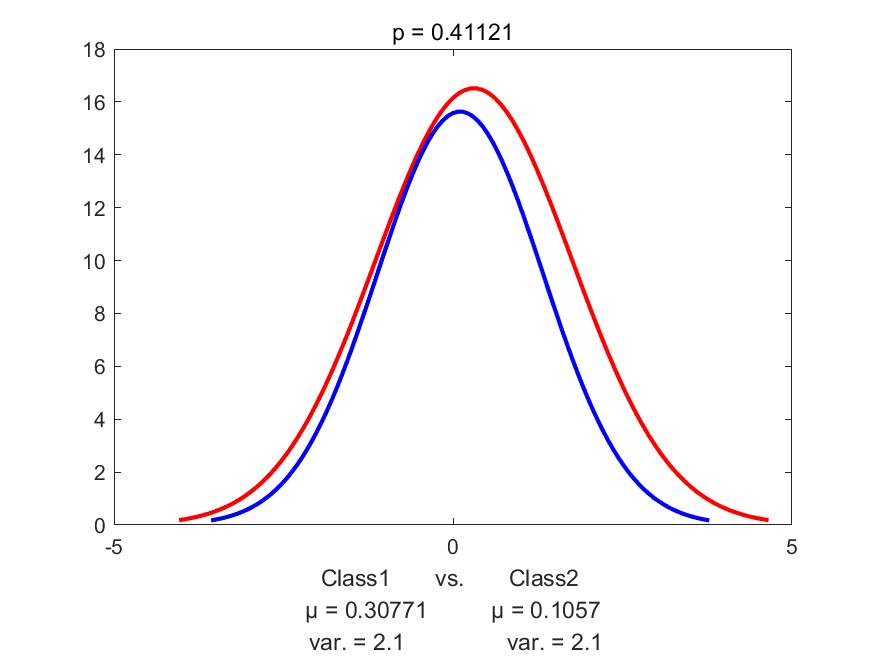 p = 0.41121
18
16
14
12
10
8
6
4
2
0
-5 0 5
Class1 vs. Class2
μ = 0.30771 μ = 0.1057
var. = 2.1 var. = 2.1